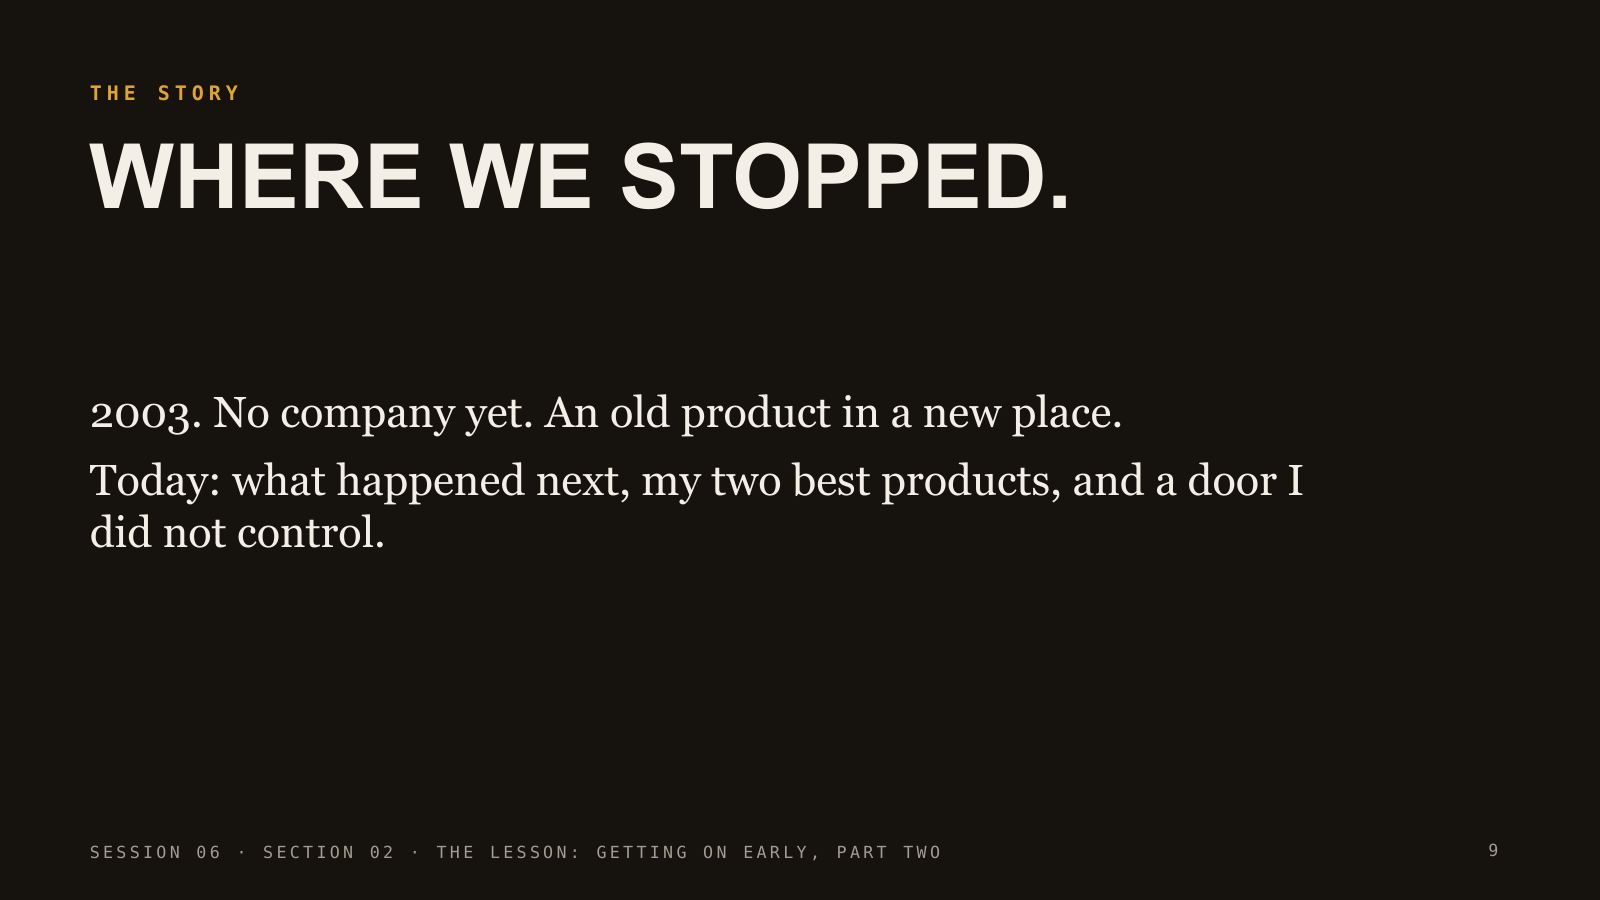 THE STORY
WHERE WE STOPPED.
2003. No company yet. An old product in a new place.
Today: what happened next, my two best products, and a door I
did not control.
SESSION 06 · SECTION 02 · THE LESSON: GETTING ON EARLY, PART TWO
9